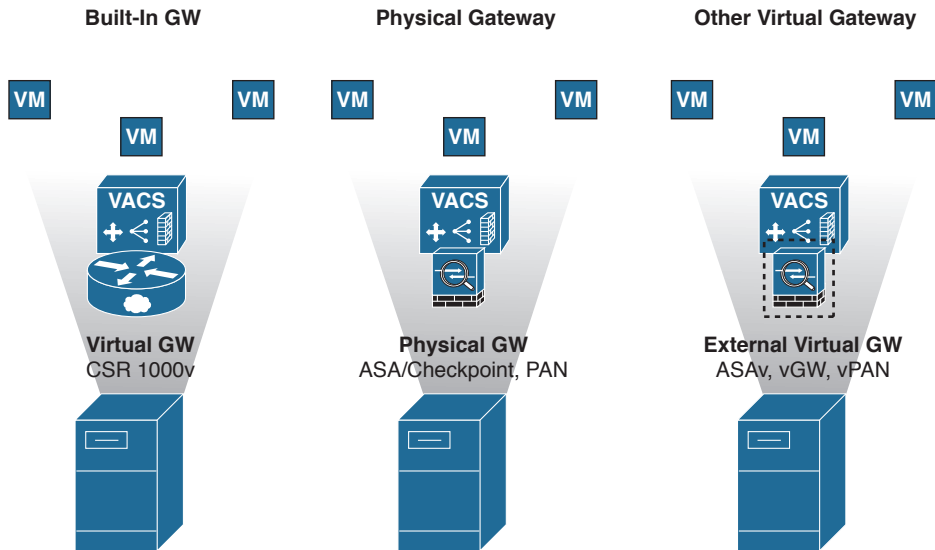 Built-In GW
Physical Gateway
Other Virtual Gateway
VM
VM
VM
VM
VM
VM
VM
VM
VM
VACS
VACS
VACS
Virtual GW
CSR 1000v
Physical GW
ASA/Checkpoint, PAN
External Virtual GW
ASAv, vGW, vPAN